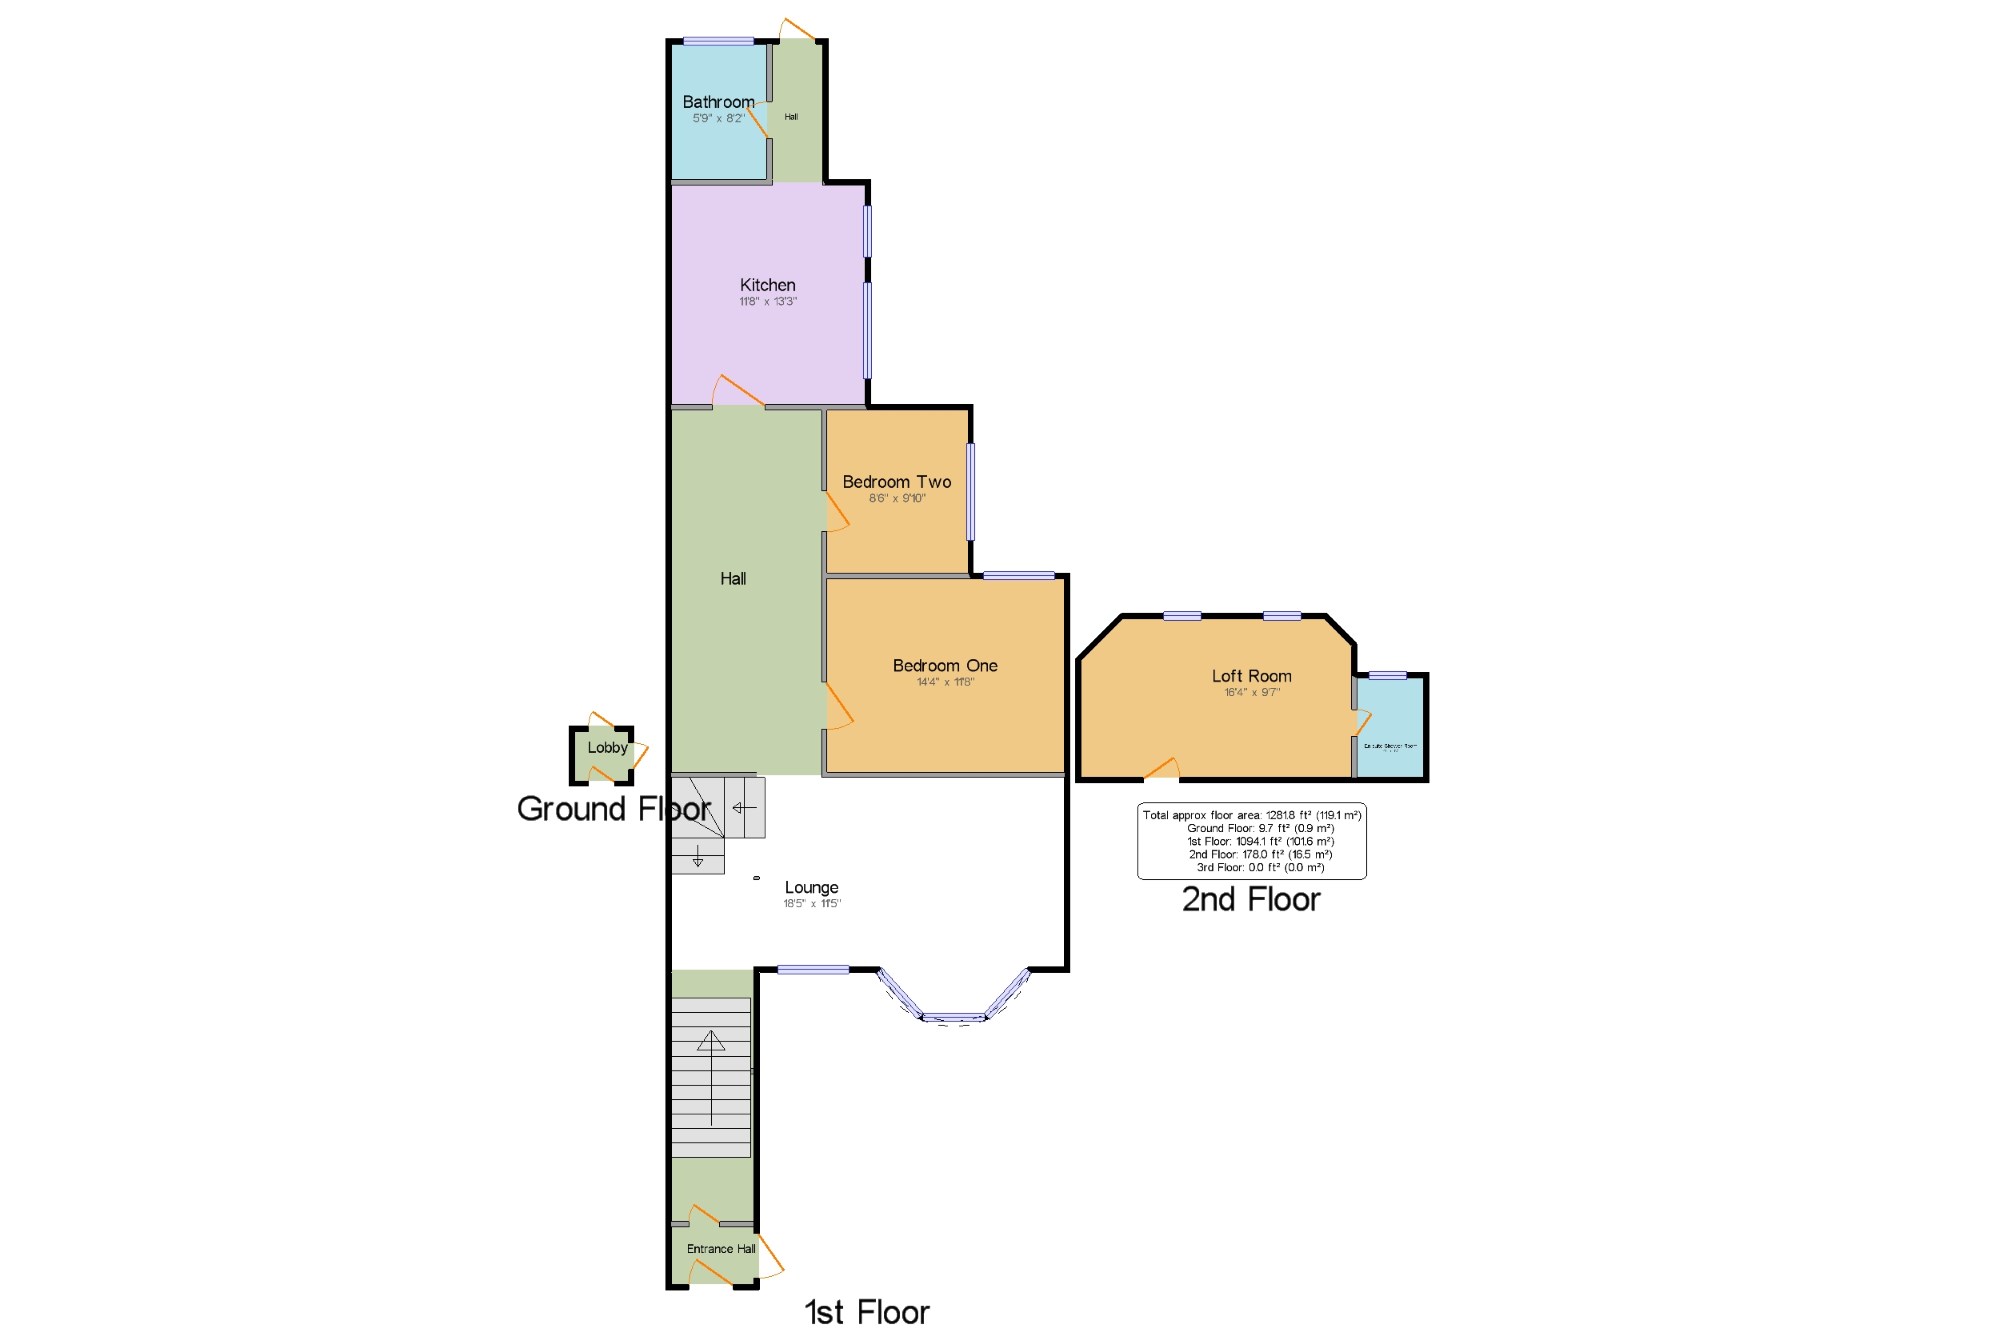 Bathroom
5'9" x 8'2"
Hall
Kitchen
11'8" x 13'3"
Bedroom Two
8'6" x 9'10"
Hall
Bedroom One
14'4" x 11'8"
Loft Room
16'4" x 9'7"
En suite Shower Room
Lobby
Ground Floor
Total approx floor area: 1281.8 ft² (119.1 m²)
Ground Floor: 9.7 ft² (0.9 m²)
1st Floor: 1094.1 ft² (101.6 m²)
2nd Floor: 178.0 ft² (16.5 m²)
3rd Floor: 0.0 ft² (0.0 m²)
2nd Floor
Lounge
18'5" x 11'5"
Entrance Hall
1st Floor